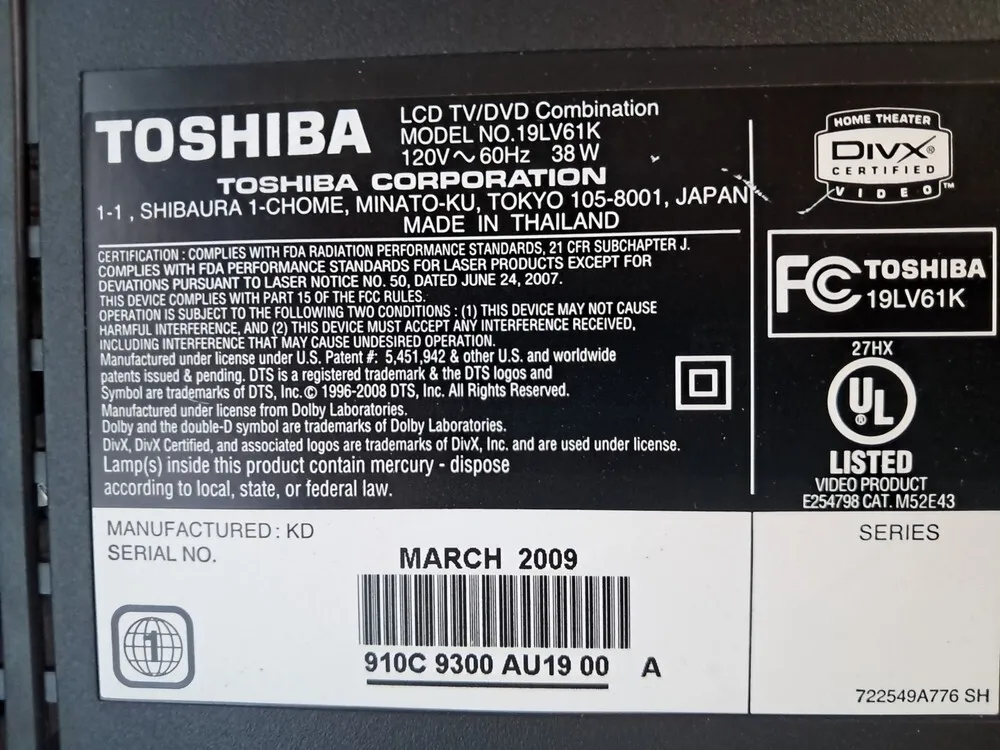 TOSHIBA
LCD TV/DVD Combination
MODEL NO.19LV61K
120V～60Hz 38W
TOSHIBA CORPORATION
1-1 , SHIBAURA 1-CHOME, MINATO-KU, TOKYO 105-8001, JAPAN
MADE IN THAILAND
CERTIFICATION : COMPLIES WITH FDA RADIATION PERFORMANCE STANDARDS, 21 CFR SUBCHAPTER J.
COMPLIES WITH FDA PERFORMANCE STANDARDS FOR LASER PRODUCTS EXCEPT FOR
DEVIATIONS PURSUANT TO LASER NOTICE NO. 50, DATED JUNE 24, 2007.
THIS DEVICE COMPLIES WITH PART 15 OF THE FCC RULES.
OPERATION IS SUBJECT TO THE FOLLOWING TWO CONDITIONS : (1) THIS DEVICE MAY NOT CAUSE
HARMFUL INTERFERENCE, AND (2) THIS DEVICE MUST ACCEPT ANY INTERFERENCE RECEIVED,
INCLUDING INTERFERENCE THAT MAY CAUSE UNDESIRED OPERATION.
Manufactured under license under U.S. Patent #: 5,451,942 & other U.S. and worldwide
patents issued & pending. DTS is a registered trademark & the DTS logos and
Symbol are trademarks of DTS, Inc.© 1996-2008 DTS, Inc. All Rights Reserved.
Manufactured under license from Dolby Laboratories.
Dolby and the double-D symbol are trademarks of Dolby Laboratories.
DivX, DivX Certified, and associated logos are trademarks of DivX, Inc. and are used under license.
Lamp(s) inside this product contain mercury - dispose
according to local, state, or federal law.
HOME THEATER
DIVX®
CERTIFIED
VIDEO™
FC TOSHIBA
19LV61K
27HX
UL®
LISTED
VIDEO PRODUCT
E254798 CAT. M52E43
MANUFACTURED : KD
SERIAL NO.
MARCH 2009
1
910C 9300 AU19 00 A
SERIES
722549A776 SH